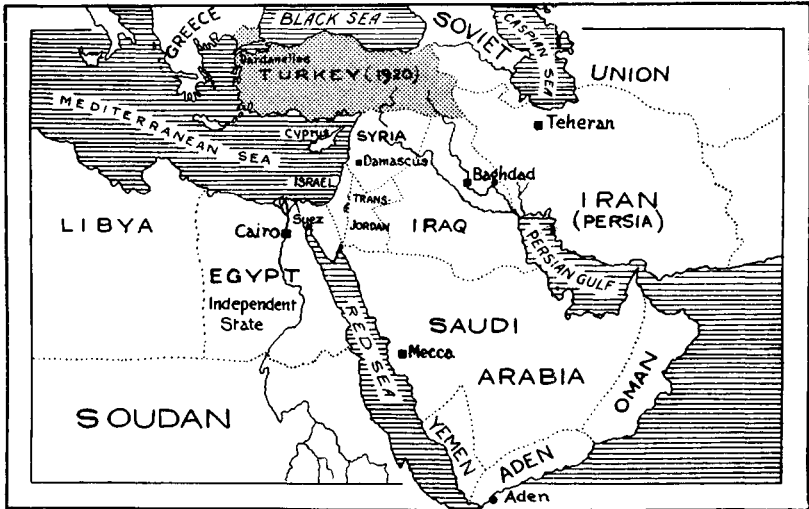 GREECE
BLACK SEA
SOVIET
UNION
CASPIAN
SEA
Dardanelles
TURKEY (1920)
MEDITERRANEAN SEA
Cyprus
SYRIA
Damascus
Teheran
Baghdad
ISRAEL
TRANS.
JORDAN
IRAQ
IRAN
(PERSIA)
LIBYA
Cairo
Suez
EGYPT
Independent
State
PERSIAN GULF
RED SEA
SAUDI
ARABIA
Mecca
OMAN
SOUDAN
YEMEN
ADEN
Aden